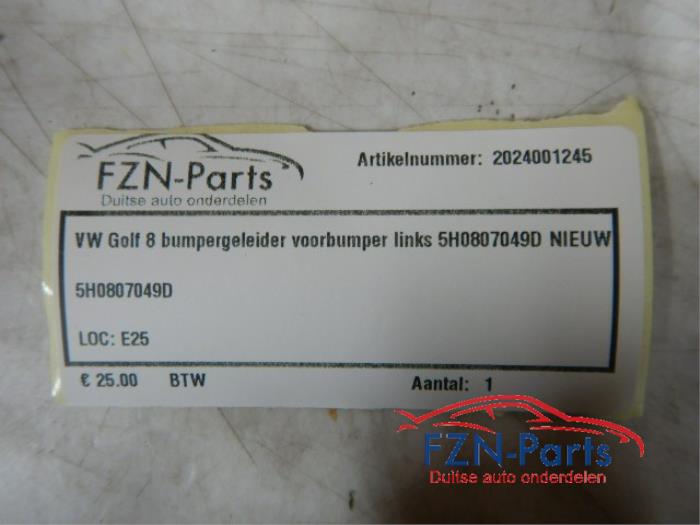 FZN-Parts
Duitse auto onderdelen
Artikelnummer: 2024001245
VW Golf 8 bumpergeleider voorbumper links 5H0807049D NIEUW
5H0807049D
LOC: E25
€ 25.00 BTW Aantal: 1
FZN-Parts
Duitse auto onderdelen